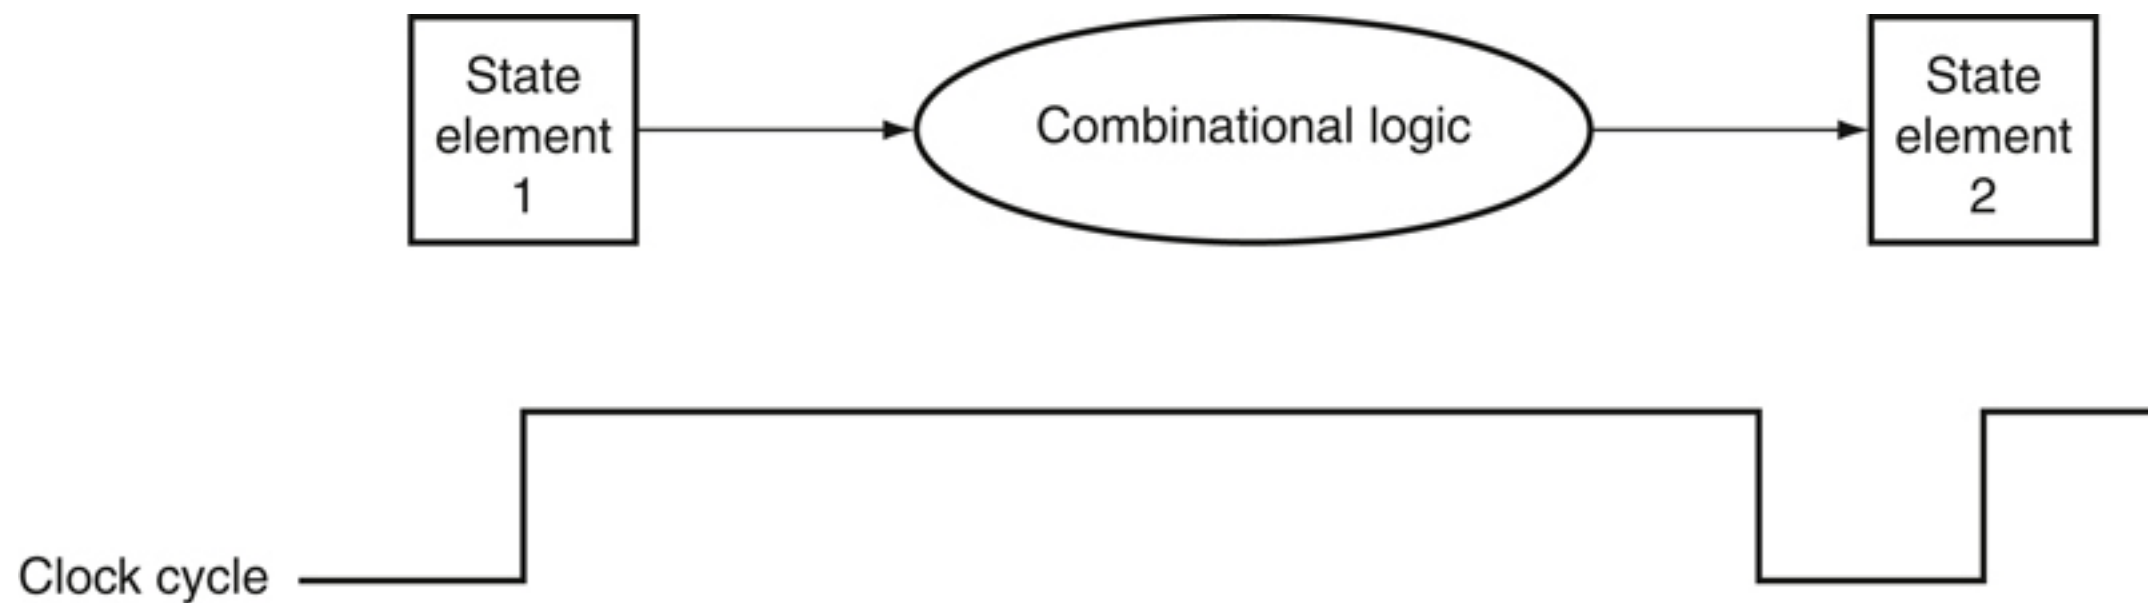 State
element
1
Combinational logic
State
element
2
Clock cycle